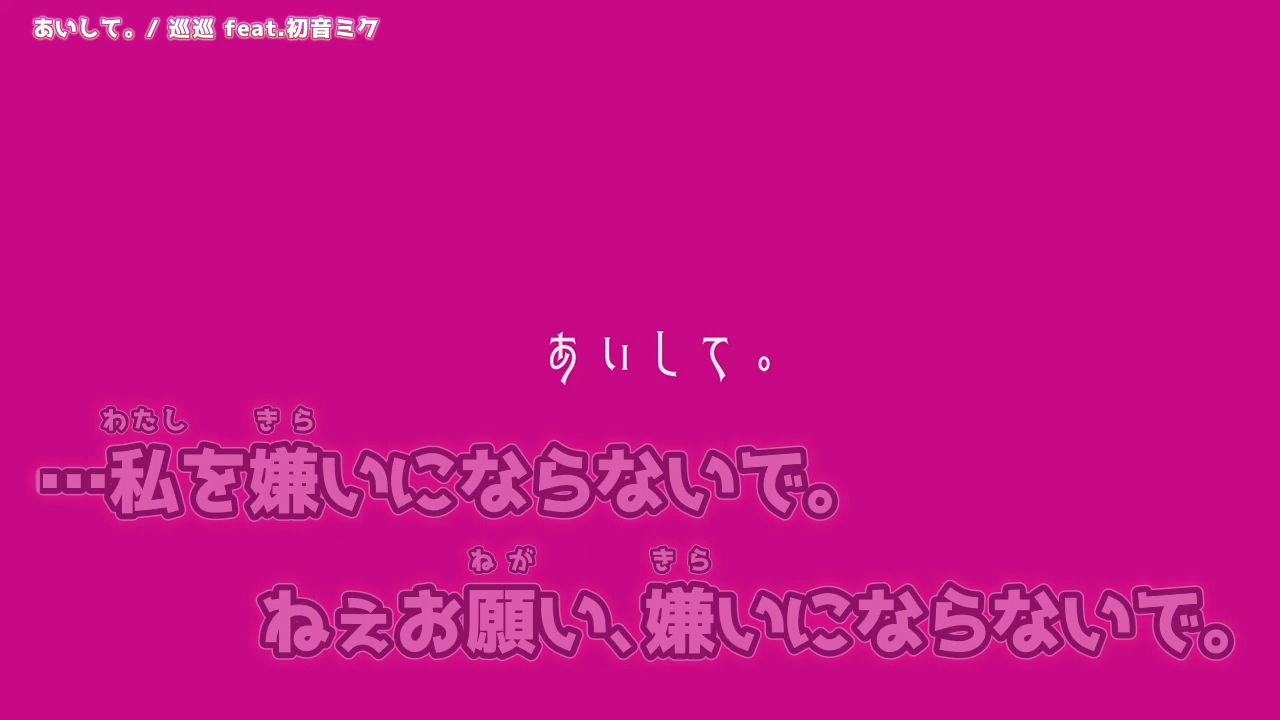 あいして。/ 巡巡 feat.初音ミク
あいして。
わたし きら
…私を嫌いにならないで。
ねが きら
ねぇお願い、嫌いにならないで。